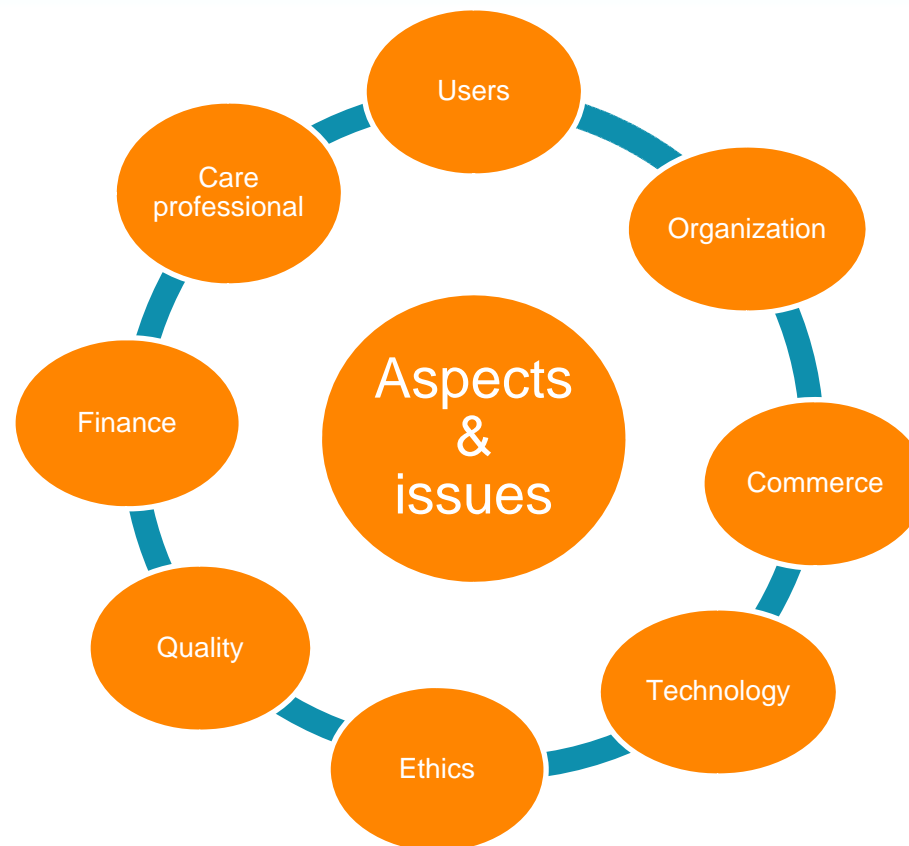 Users
Care
professional
Organization
Aspects
&
issues
Finance
Commerce
Quality
Technology
Ethics